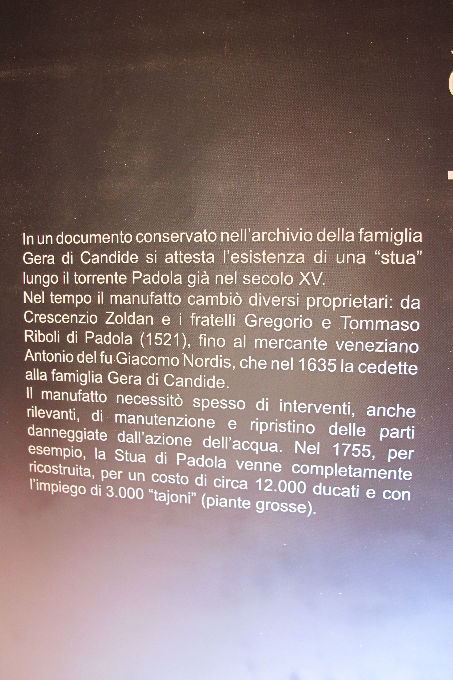 In un documento conservato nell'archivio della famiglia
Gera di Candide si attesta l'esistenza di una “stua”
lungo il torrente Padola già nel secolo XV.
Nel tempo il manufatto cambiò diversi proprietari: da
Crescenzio Zoldan e i fratelli Gregorio e Tommaso
Riboli di Padola (1521), fino al mercante veneziano
Antonio del fu Giacomo Nordis, che nel 1635 la cedette
alla famiglia Gera di Candide.
Il manufatto necessitò spesso di interventi, anche
rilevanti, di manutenzione e ripristino delle parti
danneggiate dall'azione dell'acqua. Nel 1755, per
esempio, la Stua di Padola venne completamente
ricostruita, per un costo di circa 12.000 ducati e con
l'impiego di 3.000 “tajoni” (piante grosse).